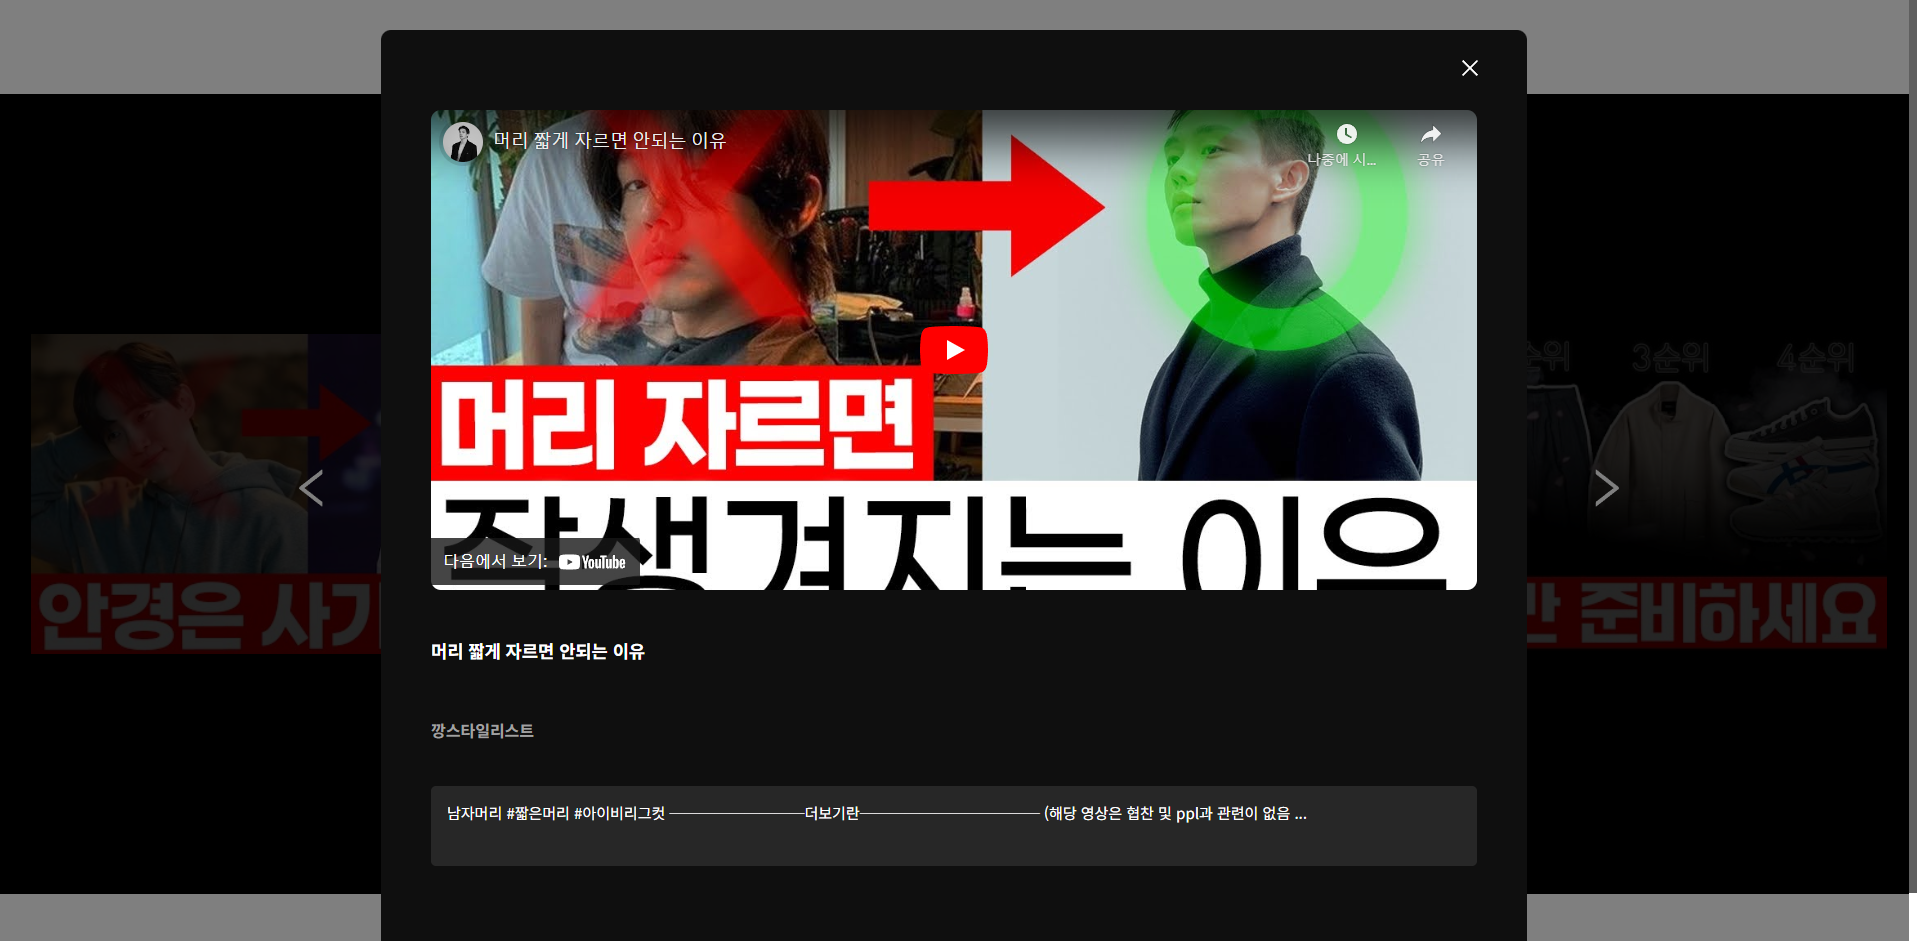 머리 짧게 자르면 안되는 이유
나중에 시...
공유
머리 자르면
잘생겨지는 이유
다음에서 보기: YouTube
안경은 사기
순위
3순위
4순위
만 준비하세요
머리 짧게 자르면 안되는 이유
깡스타일리스트
남자머리 #짧은머리 #아이비리그컷 ───────────더보기란─────────────── (해당 영상은 협찬 및 ppl과 관련이 없음 ...